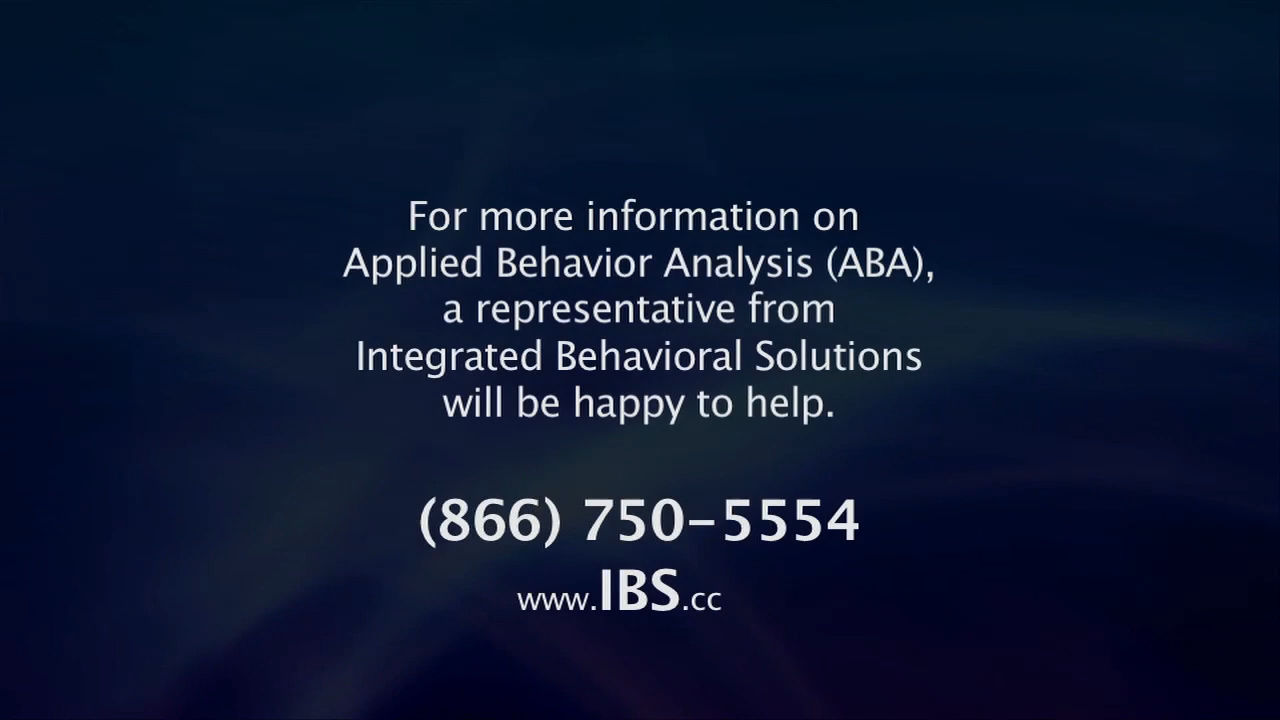 For more information on
Applied Behavior Analysis (ABA),
a representative from
Integrated Behavioral Solutions
will be happy to help.
(866) 750-5554
www.IBS.cc